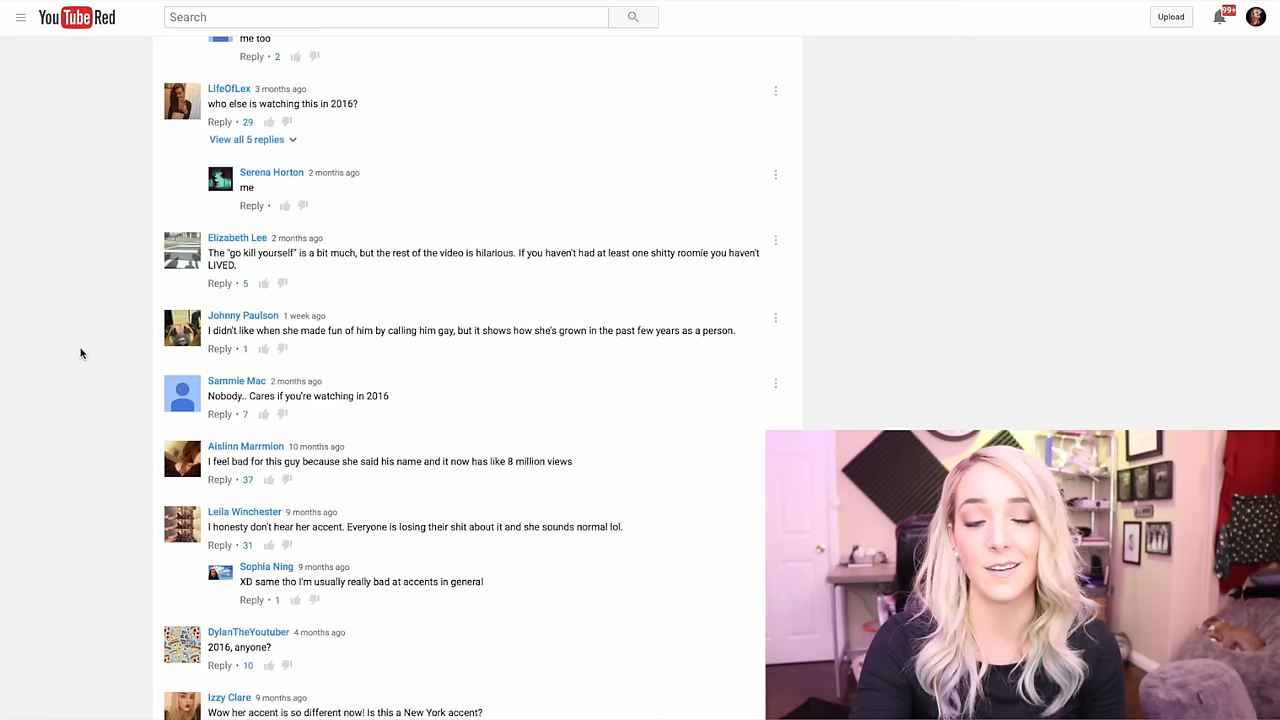 YouTube Red
Search
Upload
99+
me too
Reply • 2
LifeOfLex 3 months ago
who else is watching this in 2016?
Reply • 29
View all 5 replies
Serena Horton 2 months ago
me
Reply •
Elizabeth Lee 2 months ago
The "go kill yourself" is a bit much, but the rest of the video is hilarious. If you haven't had at least one shitty roomie you haven't
LIVED.
Reply • 5
Johnny Paulson 1 week ago
I didn't like when she made fun of him by calling him gay, but it shows how she's grown in the past few years as a person.
Reply • 1
Sammie Mac 2 months ago
Nobody.. Cares if you're watching in 2016
Reply • 7
Aislinn Marrmion 10 months ago
I feel bad for this guy because she said his name and it now has like 8 million views
Reply • 37
Leila Winchester 9 months ago
I honesty don't hear her accent. Everyone is losing their shit about it and she sounds normal lol.
Reply • 31
Sophia Ning 9 months ago
XD same tho I'm usually really bad at accents in general
Reply • 1
DylanTheYoutuber 4 months ago
2016, anyone?
Reply • 10
Izzy Clare 9 months ago
Wow her accent is so different now! Is this a New York accent?